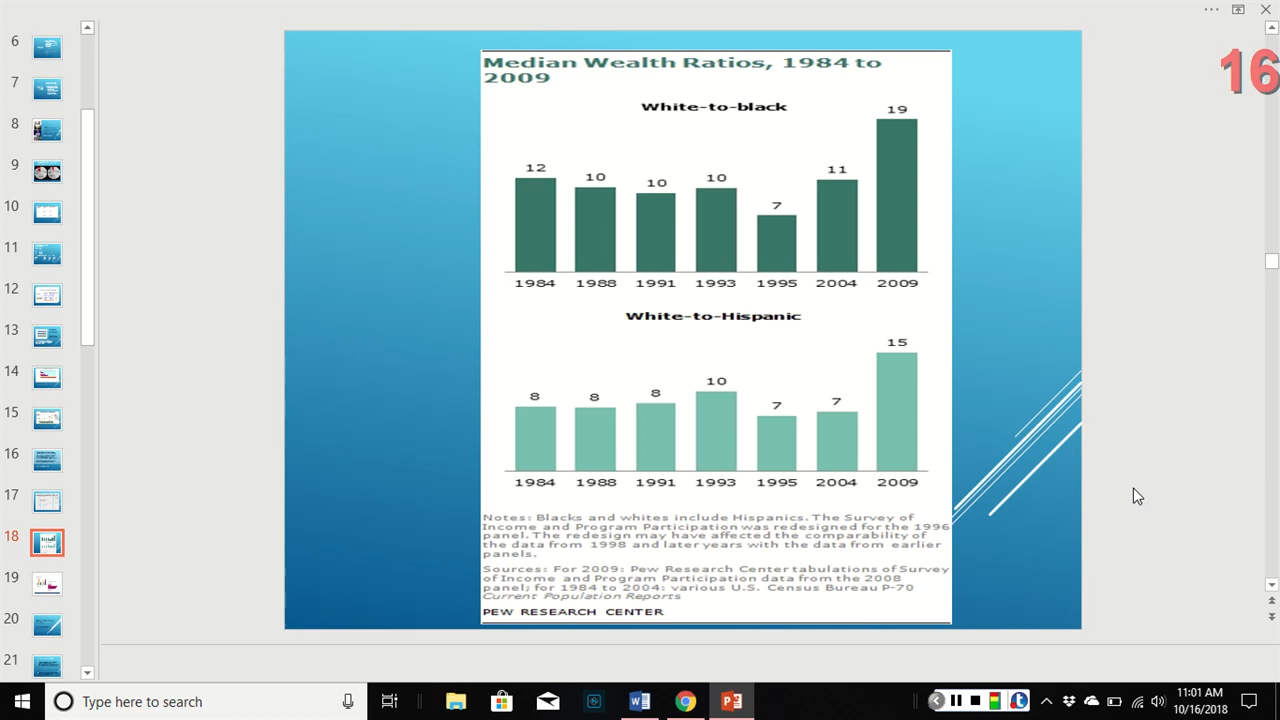 16
Median Wealth Ratios, 1984 to
2009
White-to-black
12 10 10 10 7 11 19
1984 1988 1991 1993 1995 2004 2009
White-to-Hispanic
8 8 8 10 7 7 15
1984 1988 1991 1993 1995 2004 2009
Notes: Blacks and whites include Hispanics. The Survey of
Income and Program Participation was redesigned for the 1996
panel. The redesign may have affected the comparability of
the data from 1998 and later years with the data from earlier
panels.
Sources: For 2009: Pew Research Center tabulations of Survey
of Income and Program Participation data from the 2008
panel; for 1984 to 2004: various U.S. Census Bureau P-70
Current Population Reports
PEW RESEARCH CENTER
6
7
8
9
10
11
12
13
14
15
16
17
18
19
20
21
Type here to search
11:01 AM
10/16/2018